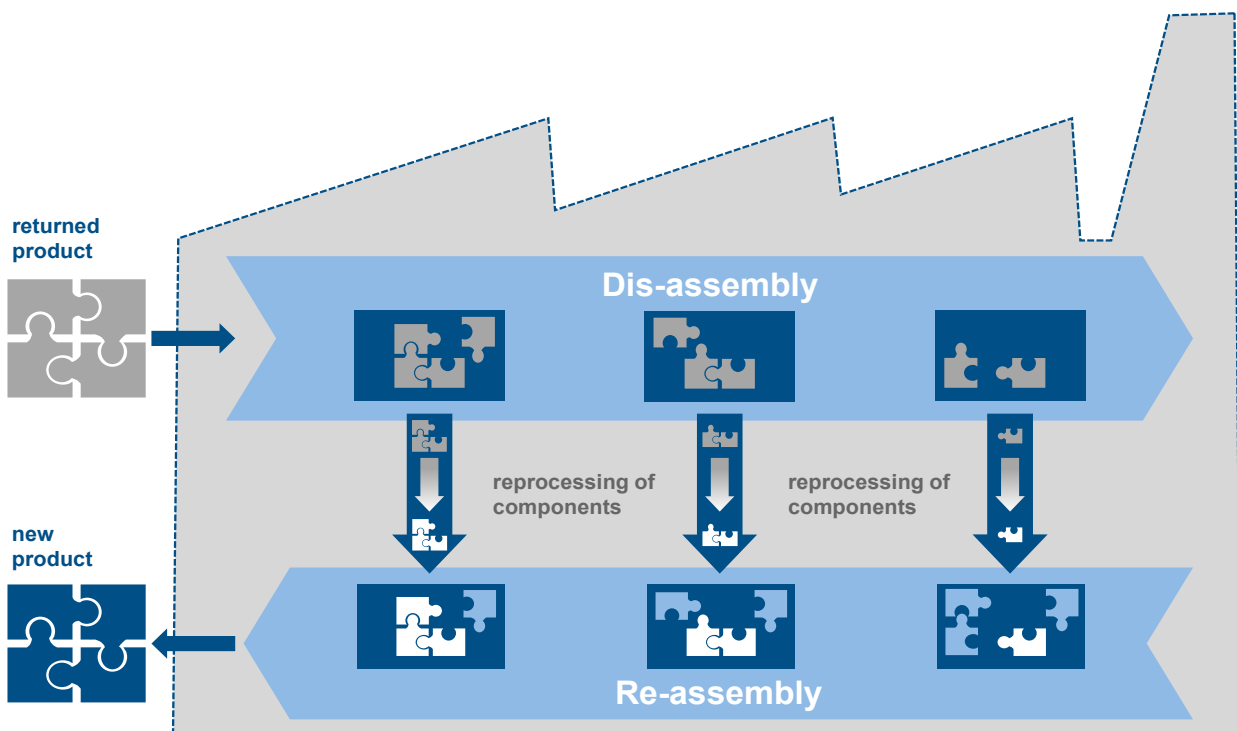 returned
product
Dis-assembly
reprocessing of
components
reprocessing of
components
new
product
Re-assembly